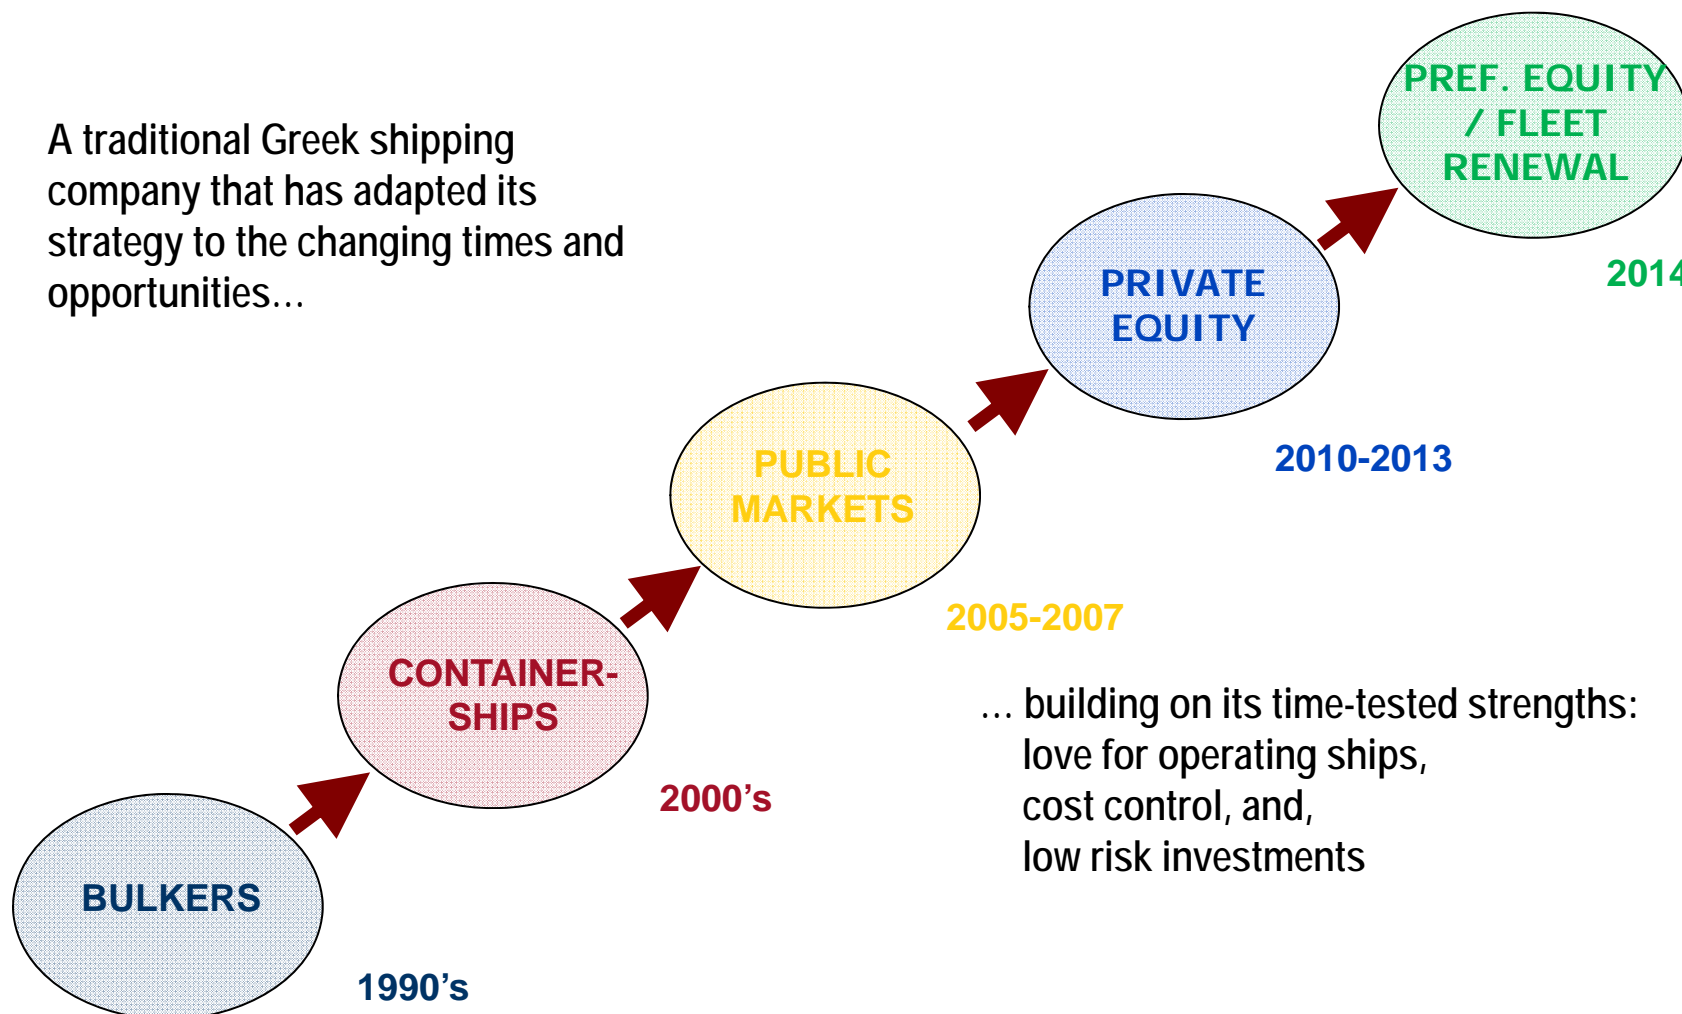 A traditional Greek shipping
company that has adapted its
strategy to the changing times and
opportunities…
PREF. EQUITY
/ FLEET
RENEWAL
2014
PRIVATE
EQUITY
2010-2013
PUBLIC
MARKETS
2005-2007
CONTAINER-
SHIPS
2000’s
… building on its time-tested strengths:
love for operating ships,
cost control, and,
low risk investments
BULKERS
1990’s